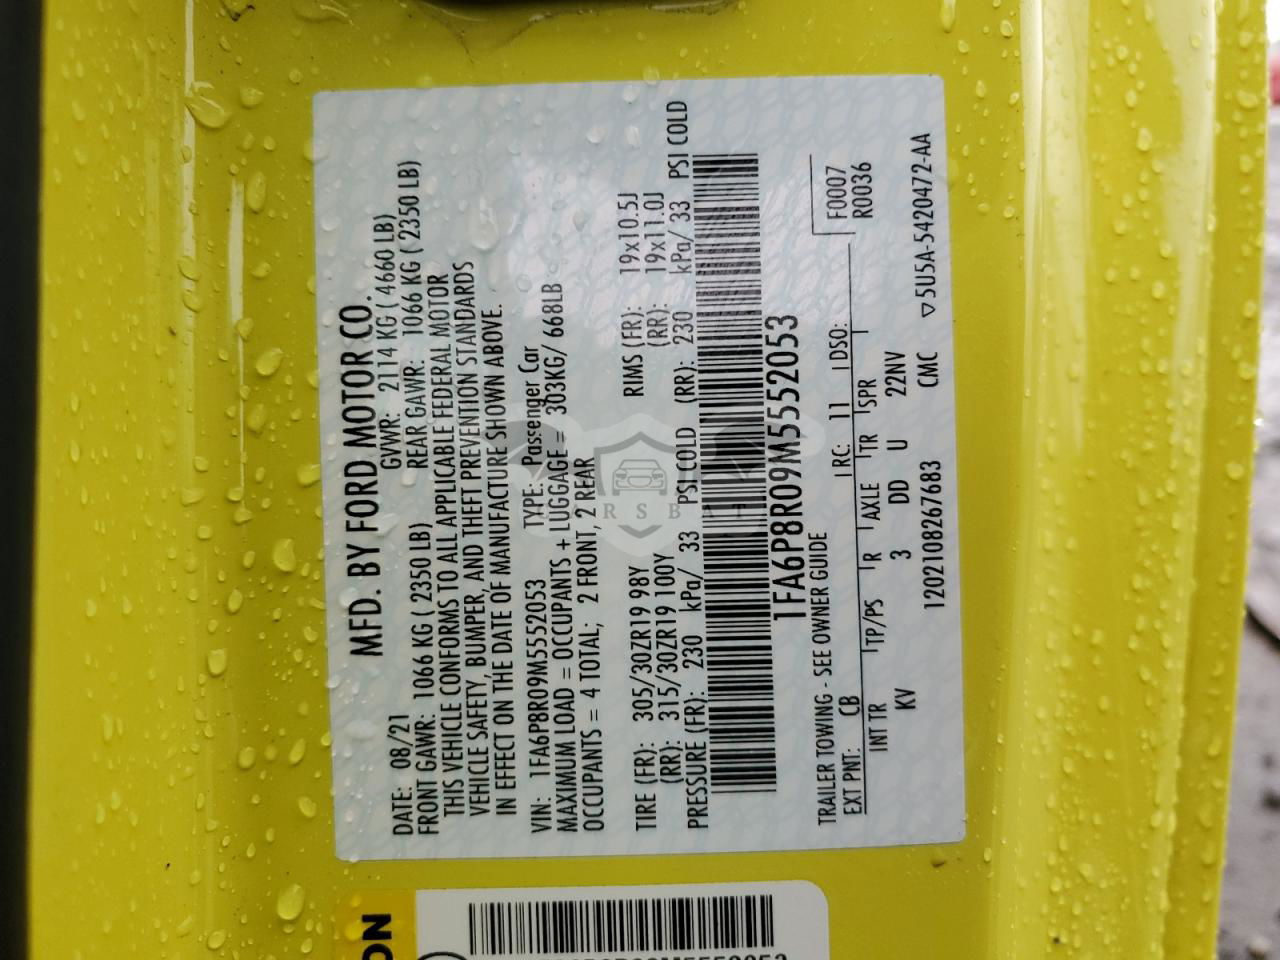 MFD. BY FORD MOTOR CO.
DATE: 08/21 GVWR: 2114 KG ( 4660 LB)
FRONT GAWR: 1066 KG ( 2350 LB) REAR GAWR: 1066 KG ( 2350 LB)
THIS VEHICLE CONFORMS TO ALL APPLICABLE FEDERAL MOTOR
VEHICLE SAFETY, BUMPER, AND THEFT PREVENTION STANDARDS
IN EFFECT ON THE DATE OF MANUFACTURE SHOWN ABOVE.
VIN: 1FA6P8R09M5552053 TYPE: Passenger Car
MAXIMUM LOAD = OCCUPANTS + LUGGAGE = 303KG/ 668LB
OCCUPANTS = 4 TOTAL; 2 FRONT, 2 REAR
TIRE (FR): 305/30ZR19 98Y RIMS (FR): 19x10.5J
(RR): 315/30ZR19 100Y (RR): 19x11.0J
PRESSURE (FR): 230 kPa/ 33 PSI COLD (RR): 230 kPa/ 33 PSI COLD
1FA6P8R09M5552053
TRAILER TOWING - SEE OWNER GUIDE
F0007
EXT PNT: CB RC: 11 DSO: R0036
INT TR TP/PS R AXLE TR SPR
KV 3 DD U 22NV
1202108267683 CMC ▽5U5A-5420472-AA
ON